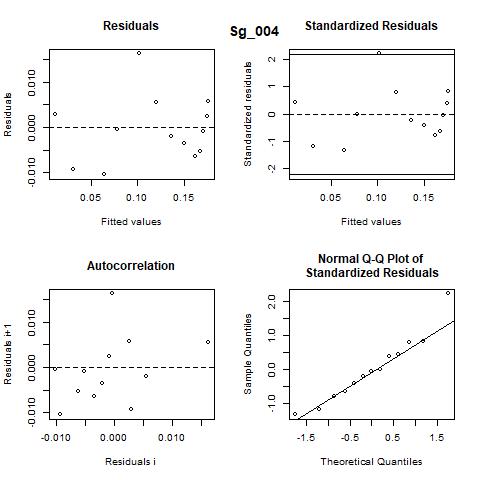 Sg_004
Residuals
Residuals
-0.010 0.000 0.010
0.05 0.10 0.15
Fitted values
Standardized Residuals
Standardized residuals
-2 -1 0 1 2
0.05 0.10 0.15
Fitted values
Autocorrelation
Residuals i+1
-0.010 0.000 0.010
-0.010 0.000 0.010
Residuals i
Normal Q-Q Plot of
Standardized Residuals
Sample Quantiles
-1.0 0.0 1.0 2.0
-1.5 -0.5 0.5 1.5
Theoretical Quantiles